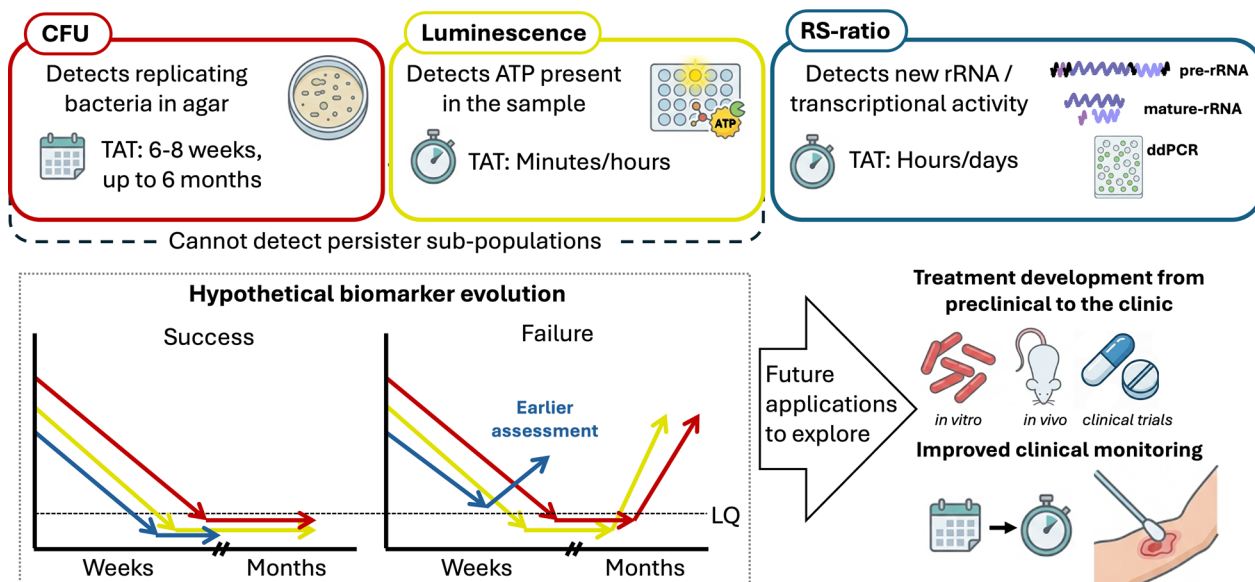 CFU
Detects replicating
bacteria in agar
TAT: 6-8 weeks,
up to 6 months
Luminescence
Detects ATP present
in the sample
ATP
TAT: Minutes/hours
RS-ratio
Detects new rRNA /
transcriptional activity
TAT: Hours/days
pre-rRNA
mature-rRNA
ddPCR
Cannot detect persister sub-populations
Hypothetical biomarker evolution
Success
Failure
Earlier
assessment
LQ
Weeks
Months
Weeks
Months
Future
applications
to explore
Treatment development from
preclinical to the clinic
in vitro
in vivo
clinical trials
Improved clinical monitoring